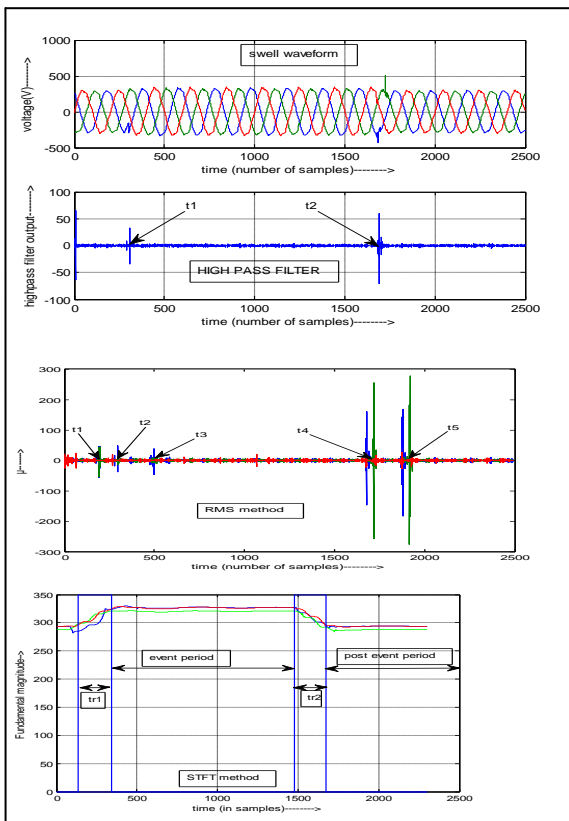 1000
swell waveform
500
0
-500
voltage(V)------->
0 500 1000 1500 2000 2500
time (number of samples)-------->
100
50
0
-50
-100
highpass filter output------->
t1
t2
HIGH PASS FILTER
0 500 1000 1500 2000 2500
time (number of samples)-------->
300
200
100
0
-100
-200
-300
µ----->
t1
t2
t3
t4
t5
RMS method
0 500 1000 1500 2000 2500
time (number of samples)-------->
350
300
250
200
150
100
50
0
Fundamental magnitude-->
event period
post event period
tr1
tr2
STFT method
0 500 1000 1500 2000 2500
time (in samples)------->